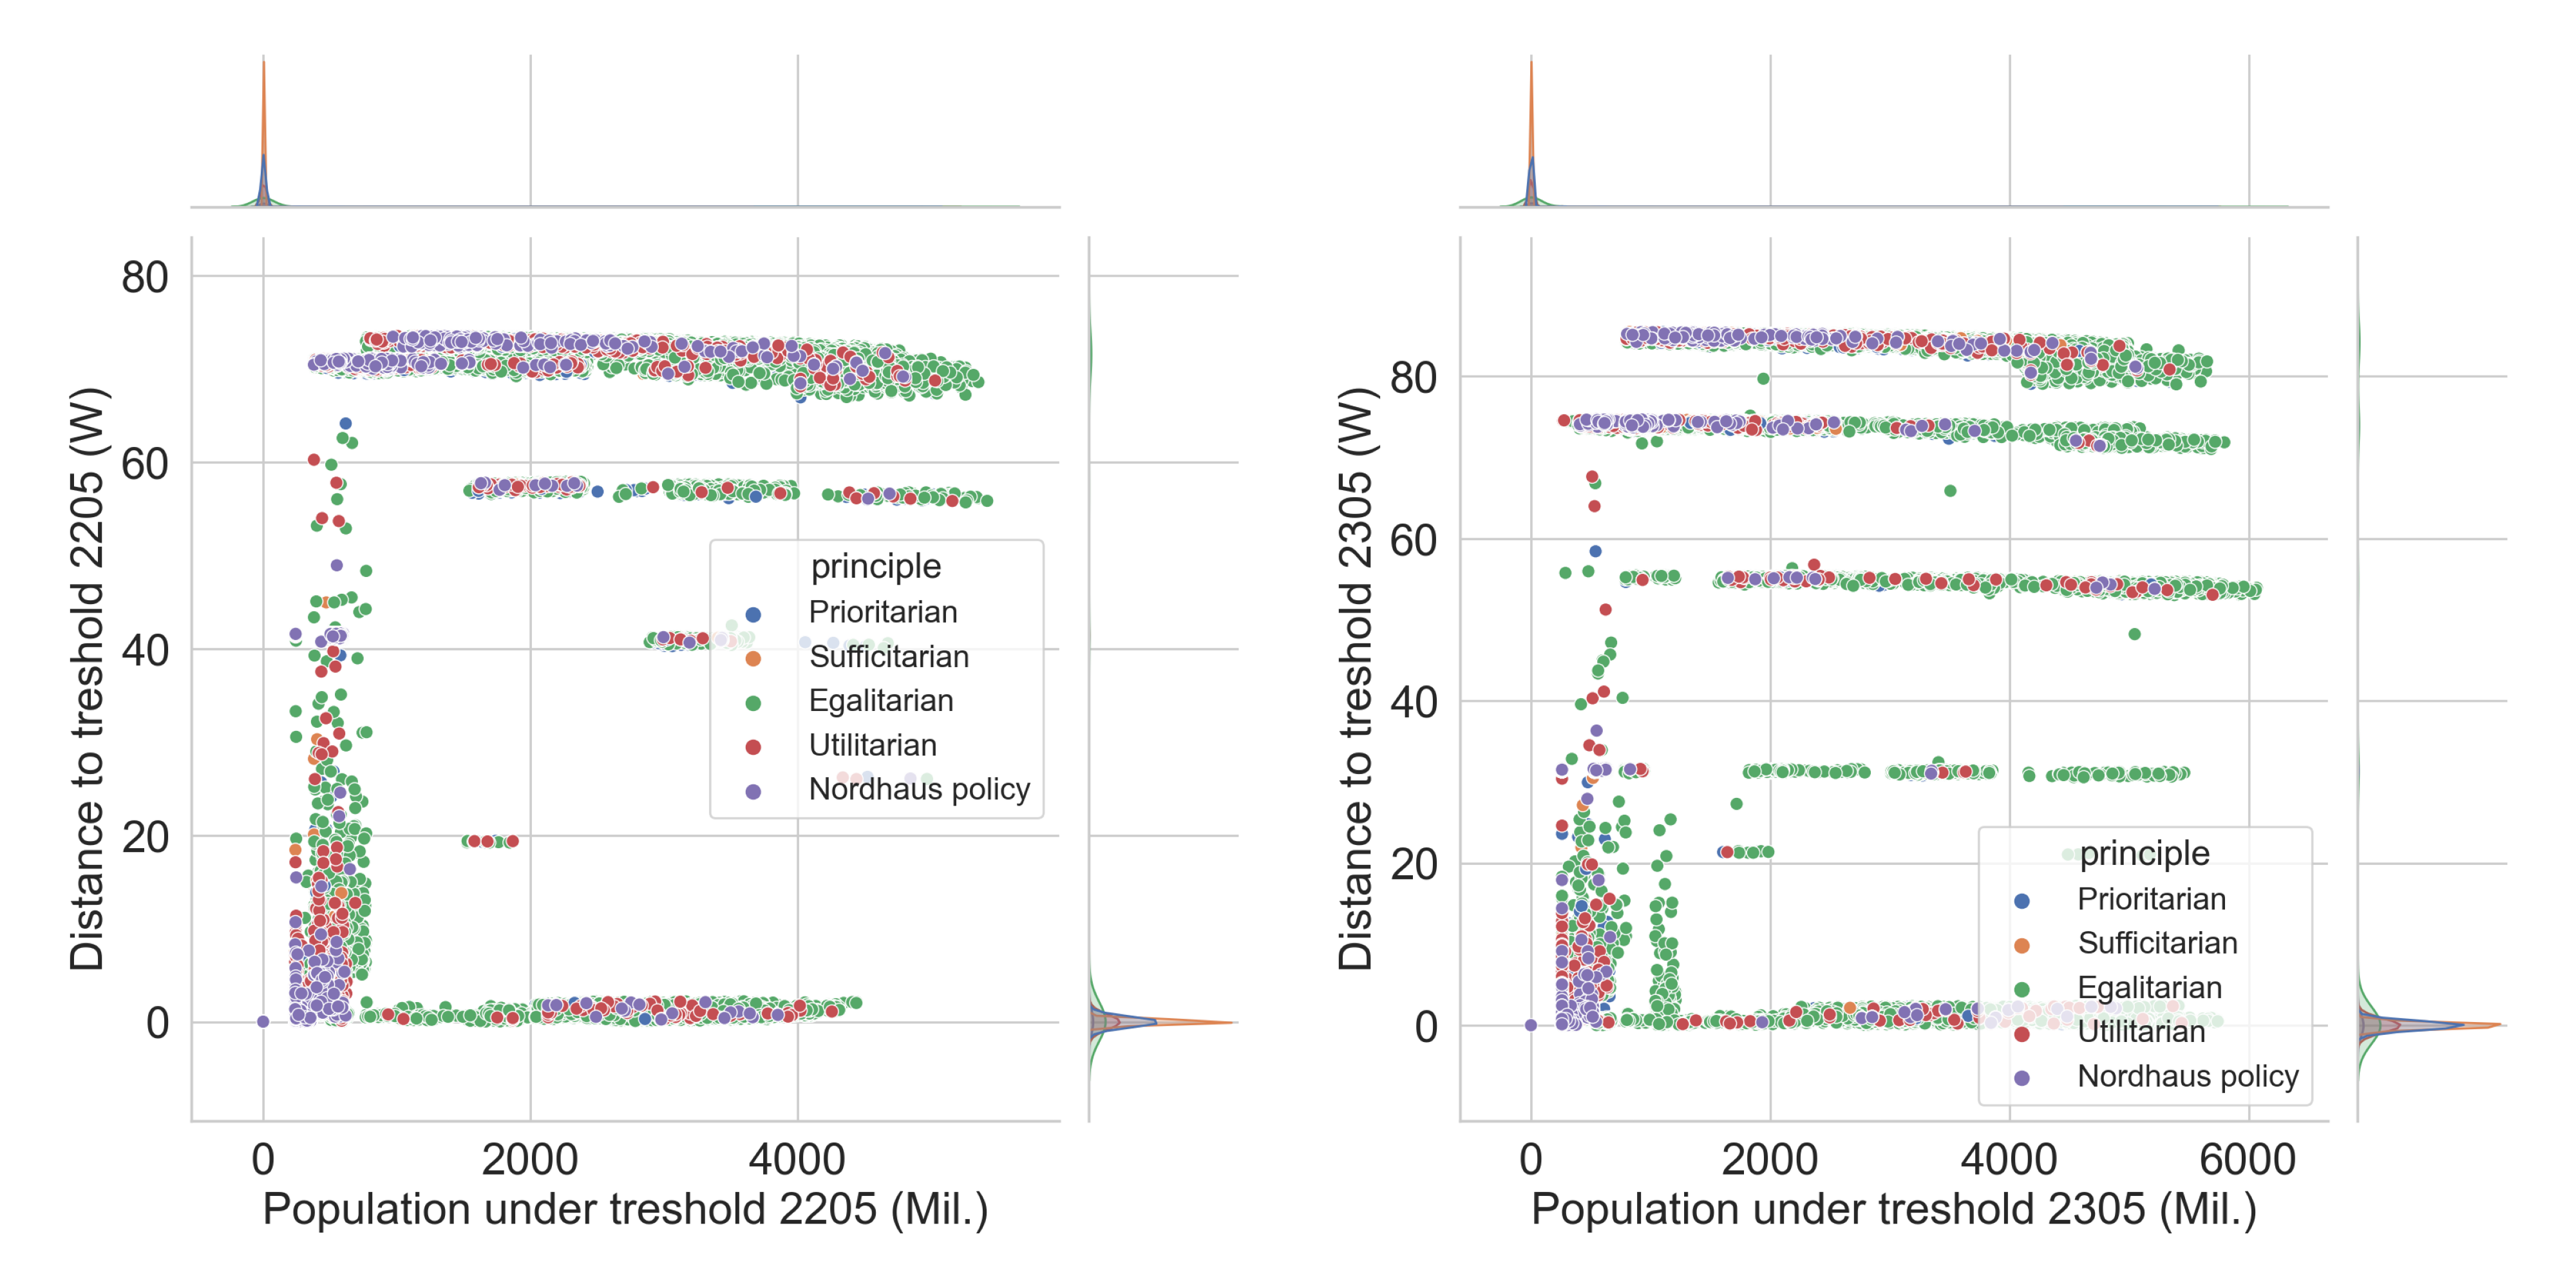 80
60
40
20
0
Distance to treshold 2205 (W)
principle
Prioritarian
Sufficitarian
Egalitarian
Utilitarian
Nordhaus policy
0 2000 4000
Population under treshold 2205 (Mil.)
80
60
40
20
0
Distance to treshold 2305 (W)
principle
Prioritarian
Sufficitarian
Egalitarian
Utilitarian
Nordhaus policy
0 2000 4000 6000
Population under treshold 2305 (Mil.)